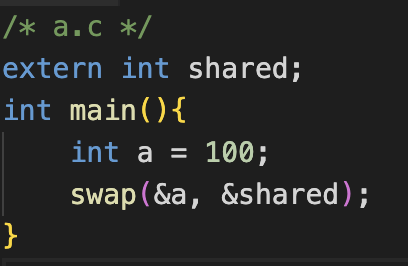 /* a.c */
extern int shared;
int main(){
    int a = 100;
    swap(&a, &shared);
}